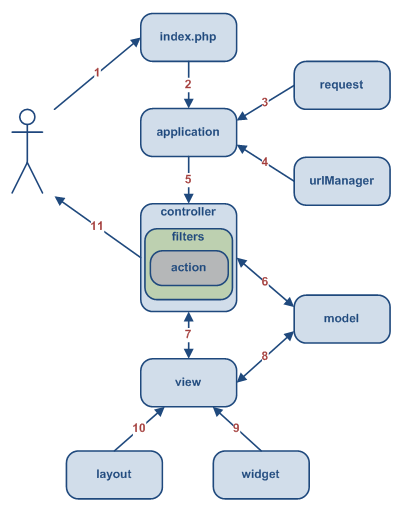 index.php
1
2
request
3
application
4
urlManager
5
controller
filters
11
action
6
model
7
8
view
10
9
layout
widget